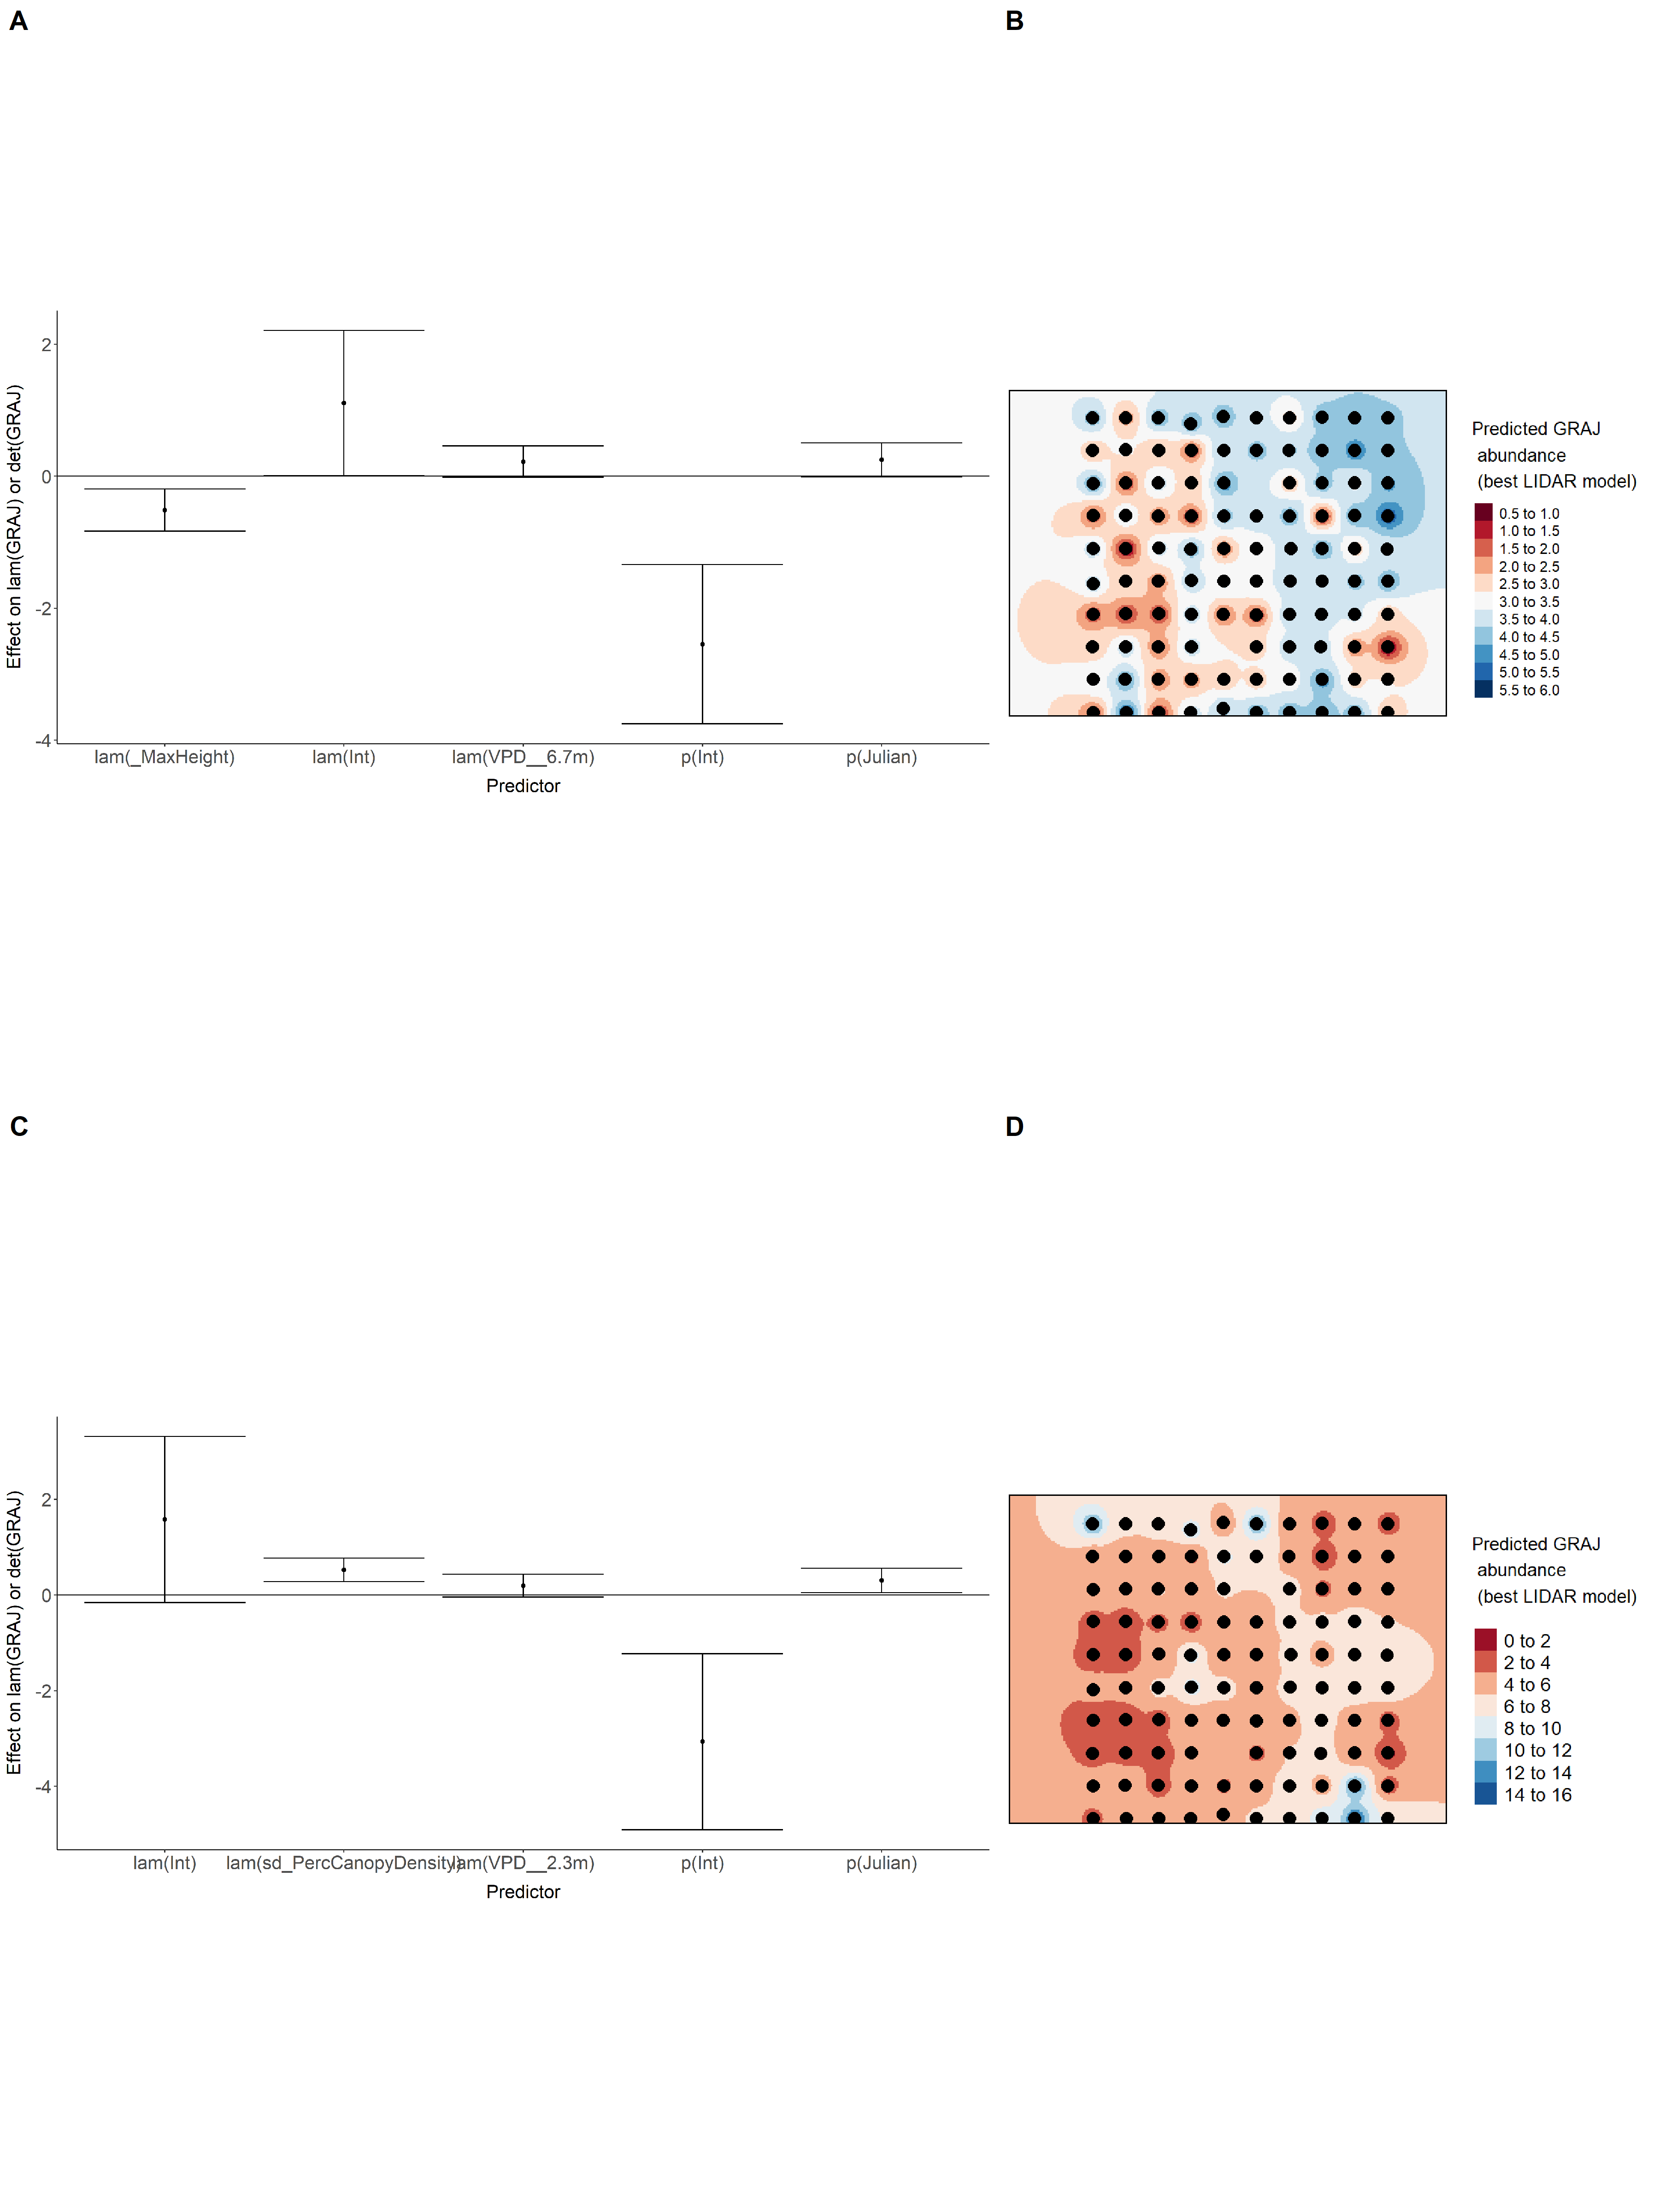 A
B
Effect on lam(GRAJ) or det(GRAJ)
2
0
-2
-4
lam(_MaxHeight)
lam(Int)
lam(VPD__6.7m)
p(Int)
p(Julian)
Predictor
Predicted GRAJ
abundance
(best LIDAR model)
0.5 to 1.0
1.0 to 1.5
1.5 to 2.0
2.0 to 2.5
2.5 to 3.0
3.0 to 3.5
3.5 to 4.0
4.0 to 4.5
4.5 to 5.0
5.0 to 5.5
5.5 to 6.0
C
D
Effect on lam(GRAJ) or det(GRAJ)
2
0
-2
-4
lam(Int)
lam(sd_PercCanopyDensity)
lam(VPD__2.3m)
p(Int)
p(Julian)
Predictor
Predicted GRAJ
abundance
(best LIDAR model)
0 to 2
2 to 4
4 to 6
6 to 8
8 to 10
10 to 12
12 to 14
14 to 16